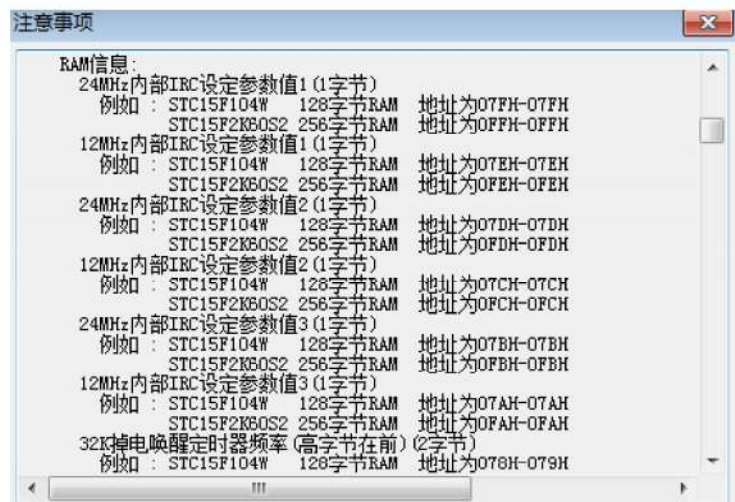 注意事项
RAM信息:
24MHz内部IRC设定参数值1(1字节)
例如 : STC15F104W 128字节RAM 地址为07FH-07FH
STC15F2K60S2 256字节RAM 地址为0FFH-0FFH
12MHz内部IRC设定参数值1(1字节)
例如 : STC15F104W 128字节RAM 地址为07EH-07EH
STC15F2K60S2 256字节RAM 地址为0FEH-0FEH
24MHz内部IRC设定参数值2(1字节)
例如 : STC15F104W 128字节RAM 地址为07DH-07DH
STC15F2K60S2 256字节RAM 地址为0FDH-0FDH
12MHz内部IRC设定参数值2(1字节)
例如 : STC15F104W 128字节RAM 地址为07CH-07CH
STC15F2K60S2 256字节RAM 地址为0FCH-0FCH
24MHz内部IRC设定参数值3(1字节)
例如 : STC15F104W 128字节RAM 地址为07BH-07BH
STC15F2K60S2 256字节RAM 地址为0FBH-0FBH
12MHz内部IRC设定参数值3(1字节)
例如 : STC15F104W 128字节RAM 地址为07AH-07AH
STC15F2K60S2 256字节RAM 地址为0FAH-0FAH
32K掉电唤醒定时器频率(高字节在前)(2字节)
例如 : STC15F104W 128字节RAM 地址为078H-079H